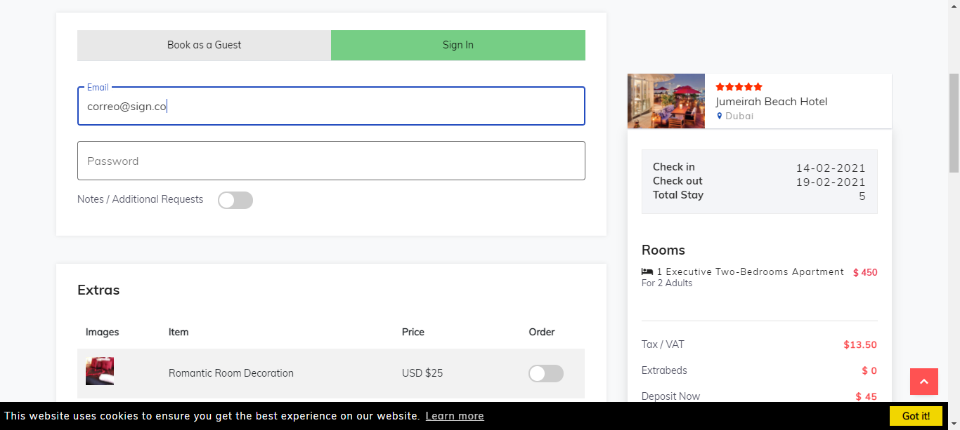 Book as a Guest
Sign In
Email
correo@sign.co
Password
Notes / Additional Requests
Extras
Images Item Price Order
Romantic Room Decoration USD $25
Jumeirah Beach Hotel
Dubai
Check in 14-02-2021
Check out 19-02-2021
Total Stay 5
Rooms
1 Executive Two-Bedrooms Apartment $ 450
For 2 Adults
Tax / VAT $13.50
Extrabeds $ 0
Deposit Now $ 45
This website uses cookies to ensure you get the best experience on our website. Learn more Got it!